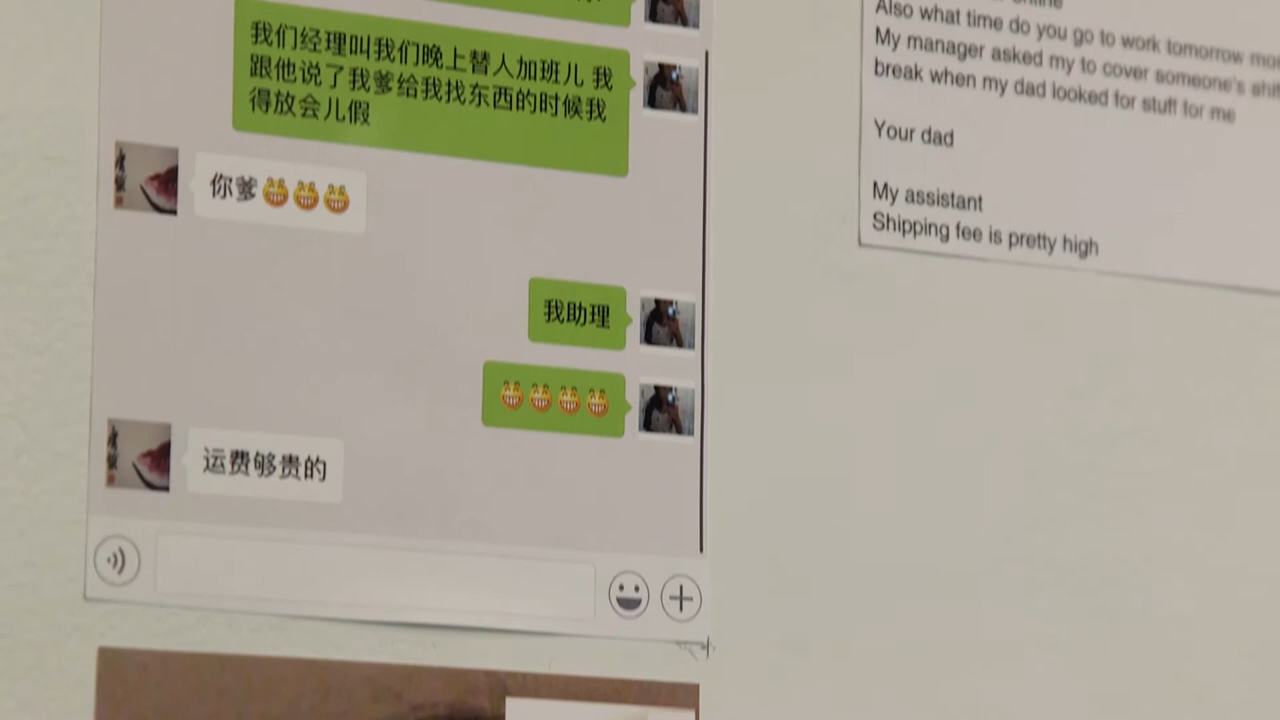 我们经理叫我们晚上替人加班儿 我
跟他说了我爹给我找东西的时候我
得放会儿假
你爹😁😁😁
我助理
😁😁😁😁
运费够贵的
Also what time do you go to work tomorrow
My manager asked my to cover someone's
break when my dad looked for stuff for me
Your dad
My assistant
Shipping fee is pretty high